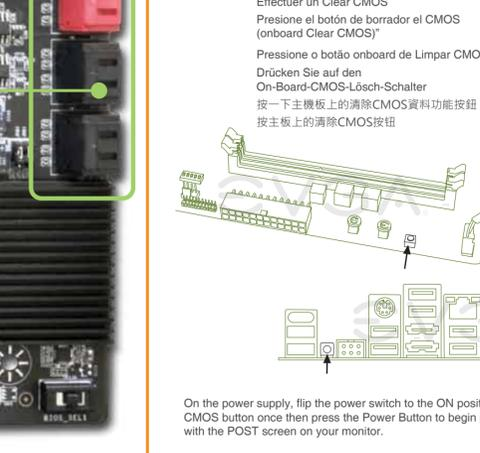 Effectuer un Clear CMOS
Presione el botón de borrador el CMOS
(onboard Clear CMOS)"
Pressione o botão onboard de Limpar CMO
Drücken Sie auf den
On-Board-CMOS-Lösch-Schalter
按一下主機板上的清除CMOS資料功能按鈕
按主板上的清除CMOS按钮
EVGA
BIOS_SEL1
On the power supply, flip the power switch to the ON posit
CMOS button once then press the Power Button to begin
with the POST screen on your monitor.